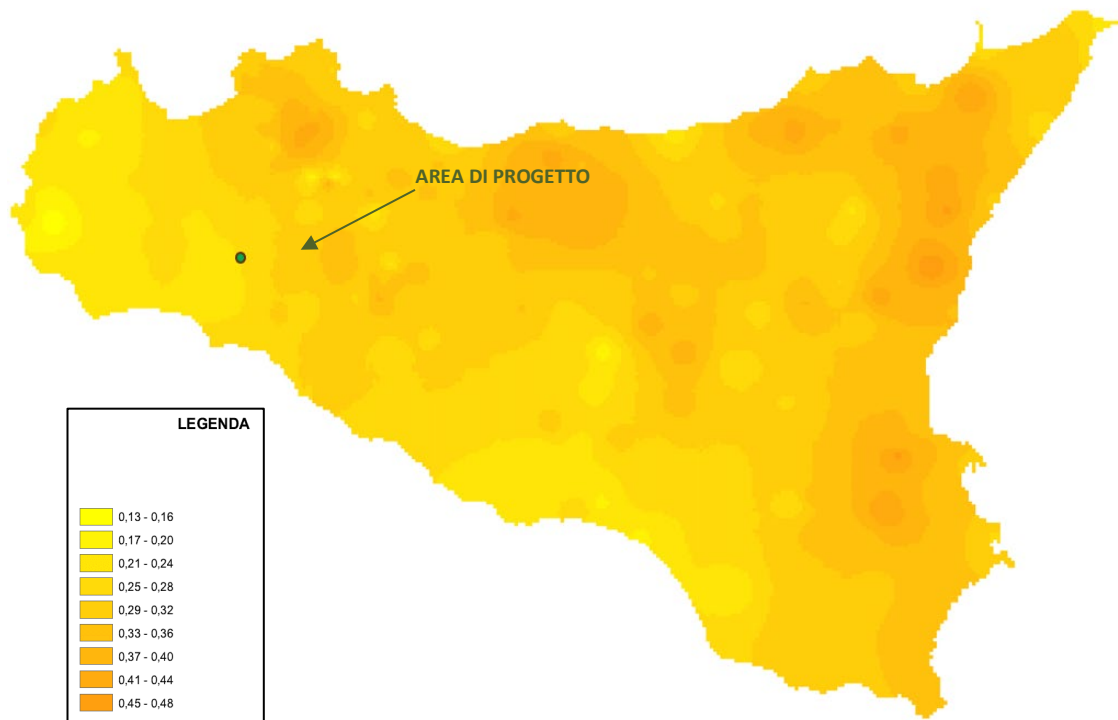 AREA DI PROGETTO
LEGENDA
0,13 - 0,16
0,17 - 0,20
0,21 - 0,24
0,25 - 0,28
0,29 - 0,32
0,33 - 0,36
0,37 - 0,40
0,41 - 0,44
0,45 - 0,48